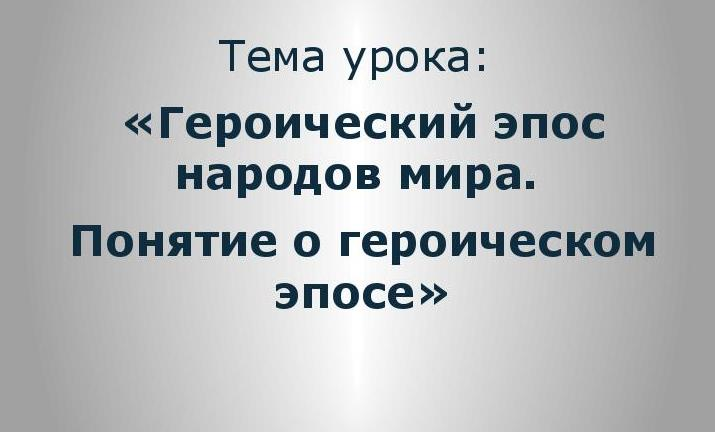 Тема урока:
«Героический эпос
народов мира.
Понятие о героическом
эпосе»